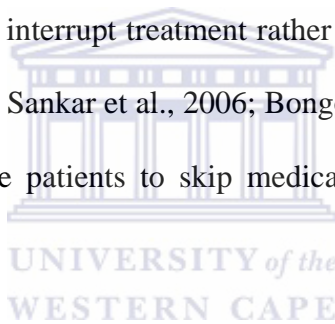 interrupt treatment rather
Sankar et al., 2006; Bong
e patients to skip medica
UNIVERSITY of the
WESTERN CAPE